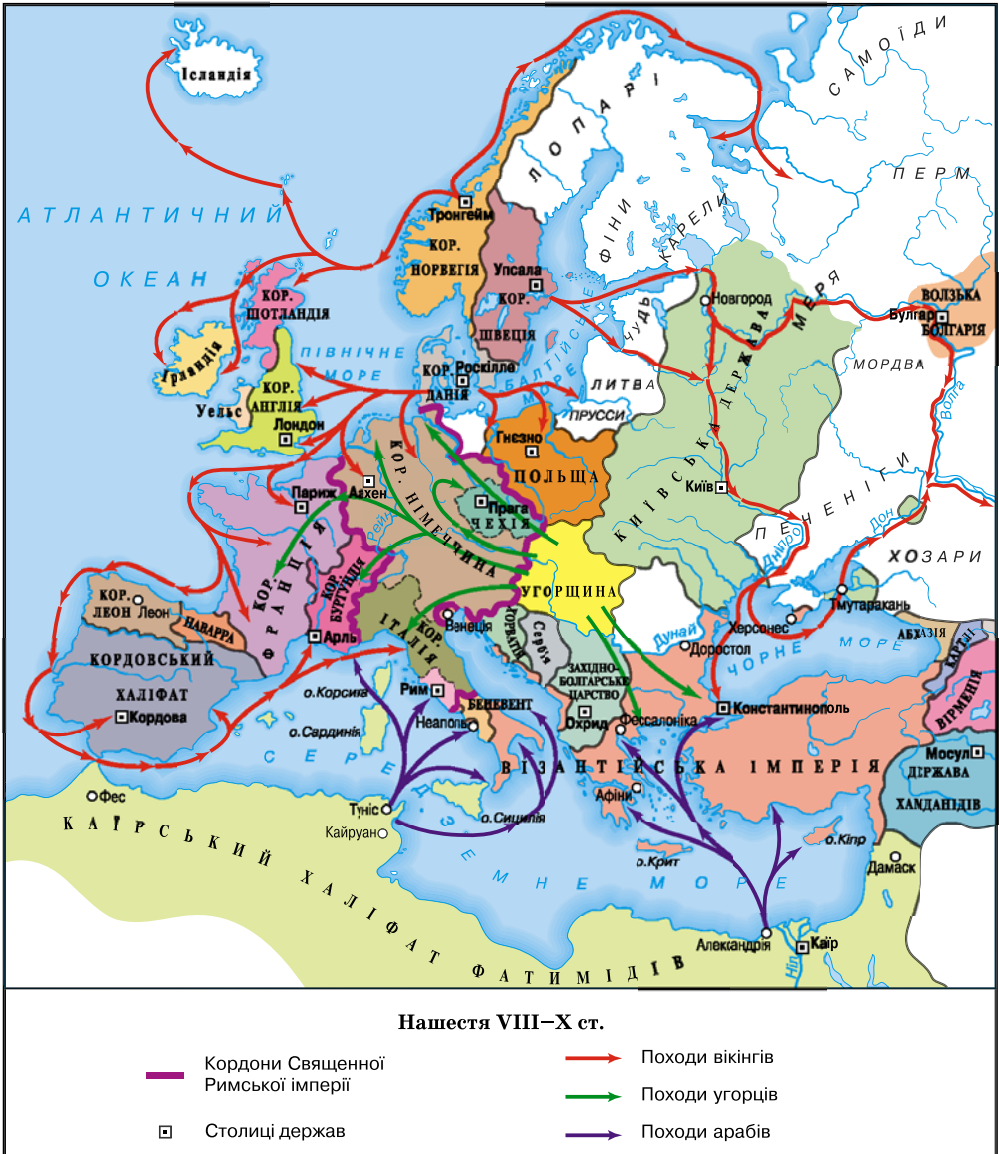 Ісландія
САМОЇДИ
ЛОПАРІ
ПЕРМ
АТЛАНТИЧНИЙ
ОКЕАН
Тронгейм
КОР.
НОРВЕГІЯ
ФІНИ
КАРЕЛИ
Упсала
КОР.
ШВЕЦІЯ
КОР.
ШОТЛАНДІЯ
Новгород
МЕРЯ
ВОЛЗЬКА
Булгар
БОЛГАРІЯ
ЧУДЬ
Ірландія
ПІВНІЧНЕ
МОРЕ
БАЛТІЙСЬКЕ
МОРЕ
КОР.
ДАНІЯ
Роскілле
ЛИТВА
ПРУССИ
МОРДВА
Волга
КОР.
АНГЛІЯ
Уельс
Лондон
КИЇВСЬКА ДЕРЖАВА
Гнєзно
ПОЛЬЩА
КОР. НІМЕЧЧИНА
Аахен
Рейн
Париж
Прага
ЧЕХІЯ
Київ
ПЕЧЕНІГИ
Дон
Дніпро
ХОЗАРИ
КОР.
ФРАНЦІЯ
КОР.
БУРГУНДІЯ
УГОРЩИНА
КОР.
ЛЕОН
Леон
НАВАРРА
Арль
КОР.
ІТАЛІЯ
Венеція
ХОРВАТІЯ
Сербія
Дунай
Доростол
Херсонес
Тмутаракань
ЧОРНЕ МОРЕ
АБХАЗІЯ
КАРТЛІ
ВІРМЕНІЯ
КОРДОВСЬКИЙ
ХАЛІФАТ
Кордова
о.Корсика
о.Сардинія
Рим
Неаполь
БЕНЕВЕНТ
ЗАХІДНО-
БОЛГАРСЬКЕ
ЦАРСТВО
Охрид
Фессалоніка
Константинополь
ВІЗАНТІЙСЬКА ІМПЕРІЯ
Мосул
ДЕРЖАВА
ХАМДАНІДІВ
Афіни
СЕРЕДЗЕМНЕ МОРЕ
Фес
Туніс
Кайруан
о.Сицилія
о.Крит
о.Кіпр
Дамаск
КАЇРСЬКИЙ ХАЛІФАТ ФАТИМІДІВ
Александрія
Каїр
Ніл
Нашестя VIII–X ст.
Кордони Священної
Римської імперії
Столиці держав
Походи вікінгів
Походи угорців
Походи арабів